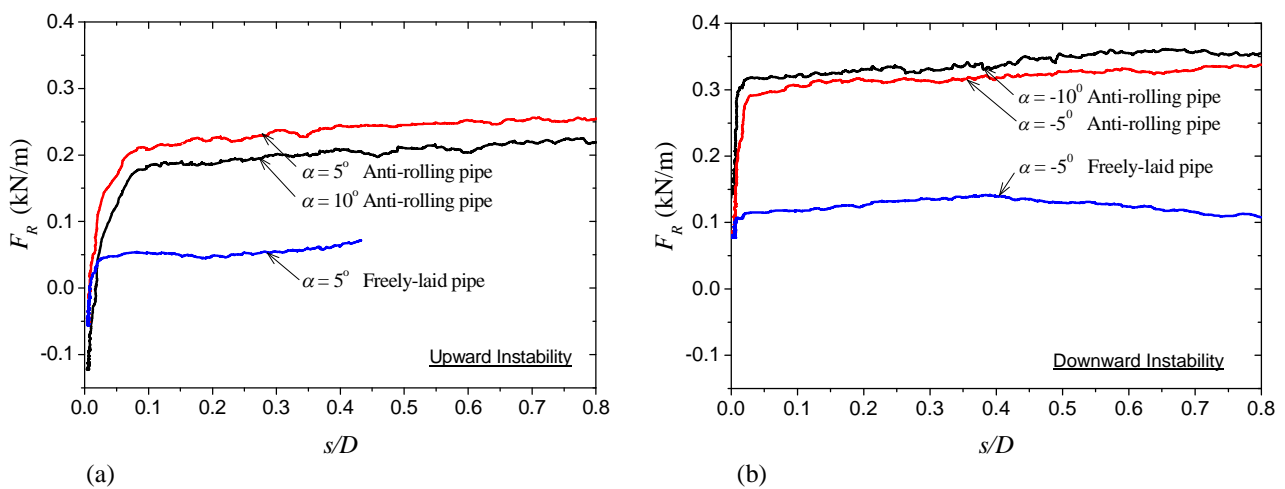 0.4
0.3
0.2
0.1
0.0
-0.1
F_R (kN/m)
α = 5° Anti-rolling pipe
α = 10° Anti-rolling pipe
α = 5° Freely-laid pipe
Upward Instability
0.0 0.1 0.2 0.3 0.4 0.5 0.6 0.7 0.8
s/D
(a)
0.4
0.3
0.2
0.1
0.0
-0.1
F_R (kN/m)
α = -10⁰ Anti-rolling pipe
α = -5⁰ Anti-rolling pipe
α = -5⁰ Freely-laid pipe
Downward Instability
0.0 0.1 0.2 0.3 0.4 0.5 0.6 0.7 0.8
s/D
(b)